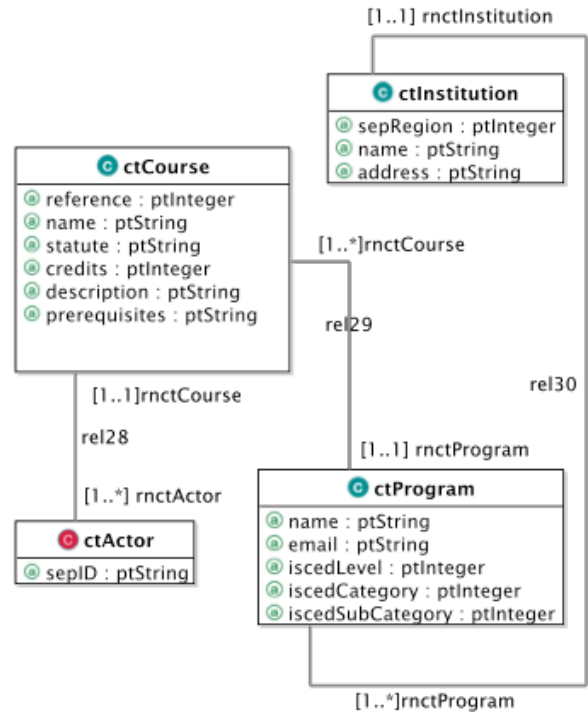 [1..1] rnctInstitution
C ctInstitution
a sepRegion : ptInteger
a name : ptString
a address : ptString
C ctCourse
a reference : ptInteger
a name : ptString
a statute : ptString
a credits : ptInteger
a description : ptString
a prerequisites : ptString
[1..*]rnctCourse
rel29
rel30
[1..1]rnctCourse
rel28
[1..1] rnctProgram
[1..*] rnctActor
C ctActor
a sepID : ptString
C ctProgram
a name : ptString
a email : ptString
a iscedLevel : ptInteger
a iscedCategory : ptInteger
a iscedSubCategory : ptInteger
[1..*]rnctProgram